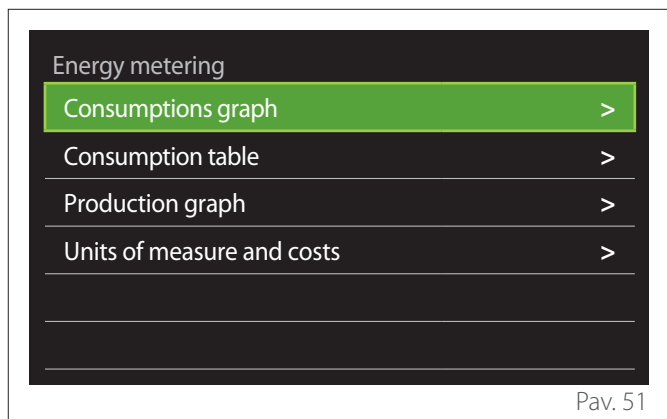 Energy metering
Consumptions graph >
Consumption table >
Production graph >
Units of measure and costs >
Pav. 51